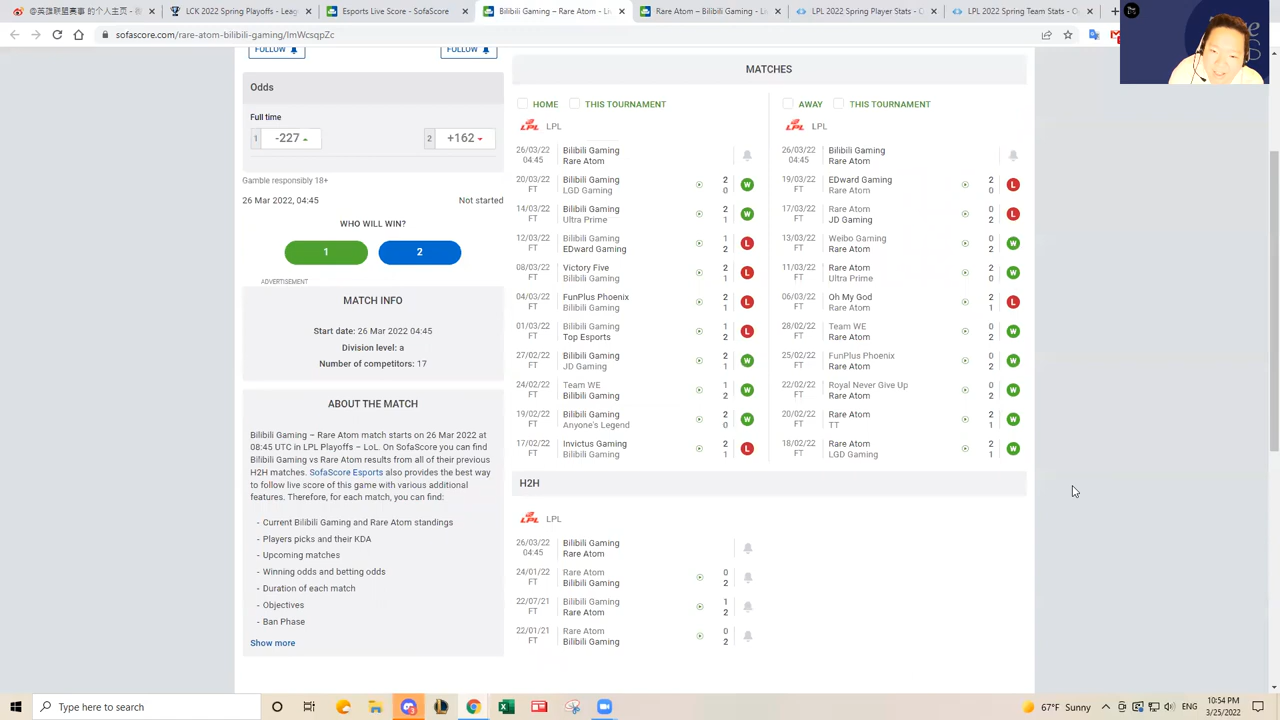 @英雄联盟赛事 的个人主页 - 微
LCK 2022 Spring Playoffs - Leag
Esports Live Score - SofaScore
Bilibili Gaming - Rare Atom Live
Rare Atom – Bilibili Gaming | Liv
LPL 2022 Spring Player Stats - C
LPL 2022 Spring Team Stats - O
sofascore.com/rare-atom-bilibili-gaming/lmWcsqpZc
FOLLOW
FOLLOW
Odds
Full time
1
-227
2
+162
Gamble responsibly 18+
26 Mar 2022, 04:45
Not started
WHO WILL WIN?
1
2
ADVERTISEMENT
MATCH INFO
Start date: 26 Mar 2022 04:45
Division level: a
Number of competitors: 17
ABOUT THE MATCH
Bilibili Gaming – Rare Atom match starts on 26 Mar 2022 at
08:45 UTC in LPL Playoffs – LoL. On SofaScore you can find
Bilibili Gaming vs Rare Atom results from all of their previous
H2H matches. SofaScore Esports also provides the best way
to follow live score of this game with various additional
features. Therefore, for each match, you can find:
- Current Bilibili Gaming and Rare Atom standings
- Players picks and their KDA
- Upcoming matches
- Winning odds and betting odds
- Duration of each match
- Objectives
- Ban Phase
Show more
MATCHES
HOME
THIS TOURNAMENT
LPL
LPL
26/03/22 Bilibili Gaming
04:45 Rare Atom
20/03/22 Bilibili Gaming 2
FT LGD Gaming 0 W
14/03/22 Bilibili Gaming 2
FT Ultra Prime 1 W
12/03/22 Bilibili Gaming 1
FT EDward Gaming 2 L
08/03/22 Victory Five 2
FT Bilibili Gaming 1 L
04/03/22 FunPlus Phoenix 2
FT Bilibili Gaming 1 L
01/03/22 Bilibili Gaming 1
FT Top Esports 2 L
27/02/22 Bilibili Gaming 2
FT JD Gaming 1 W
24/02/22 Team WE 1
FT Bilibili Gaming 2 W
19/02/22 Bilibili Gaming 2
FT Anyone's Legend 0 W
17/02/22 Invictus Gaming 2
FT Bilibili Gaming 1 L
AWAY
THIS TOURNAMENT
LPL
LPL
26/03/22 Bilibili Gaming
04:45 Rare Atom
19/03/22 EDward Gaming 2
FT Rare Atom 0 L
17/03/22 Rare Atom 0
FT JD Gaming 2 L
13/03/22 Weibo Gaming 0
FT Rare Atom 2 W
11/03/22 Rare Atom 2
FT Ultra Prime 0 W
06/03/22 Oh My God 2
FT Rare Atom 1 L
28/02/22 Team WE 0
FT Rare Atom 2 W
25/02/22 FunPlus Phoenix 0
FT Rare Atom 2 W
22/02/22 Royal Never Give Up 0
FT Rare Atom 2 W
20/02/22 Rare Atom 2
FT TT 1 W
18/02/22 Rare Atom 2
FT LGD Gaming 1 W
H2H
LPL
LPL
26/03/22 Bilibili Gaming
04:45 Rare Atom
24/01/22 Rare Atom 0
FT Bilibili Gaming 2
22/07/21 Bilibili Gaming 1
FT Rare Atom 2
22/01/21 Rare Atom 0
FT Bilibili Gaming 2
Type here to search
67°F Sunny
ENG
10:54 PM
3/25/2022